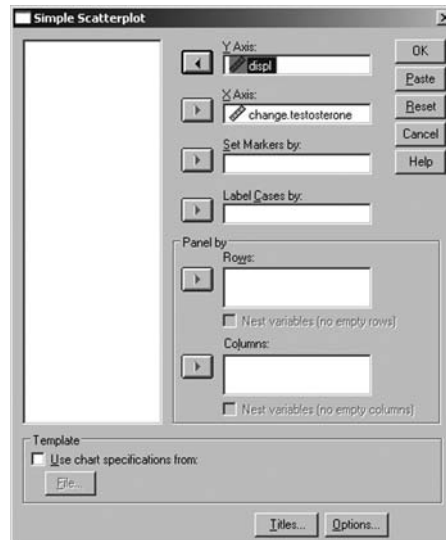 Simple Scatterplot
Y Axis:
displ
X Axis:
change.testosterone
Set Markers by:
Label Cases by:
OK
Paste
Reset
Cancel
Help
Panel by
Rows:
Nest variables (no empty rows)
Columns:
Nest variables (no empty columns)
Template
Use chart specifications from:
File...
Titles...
Options...